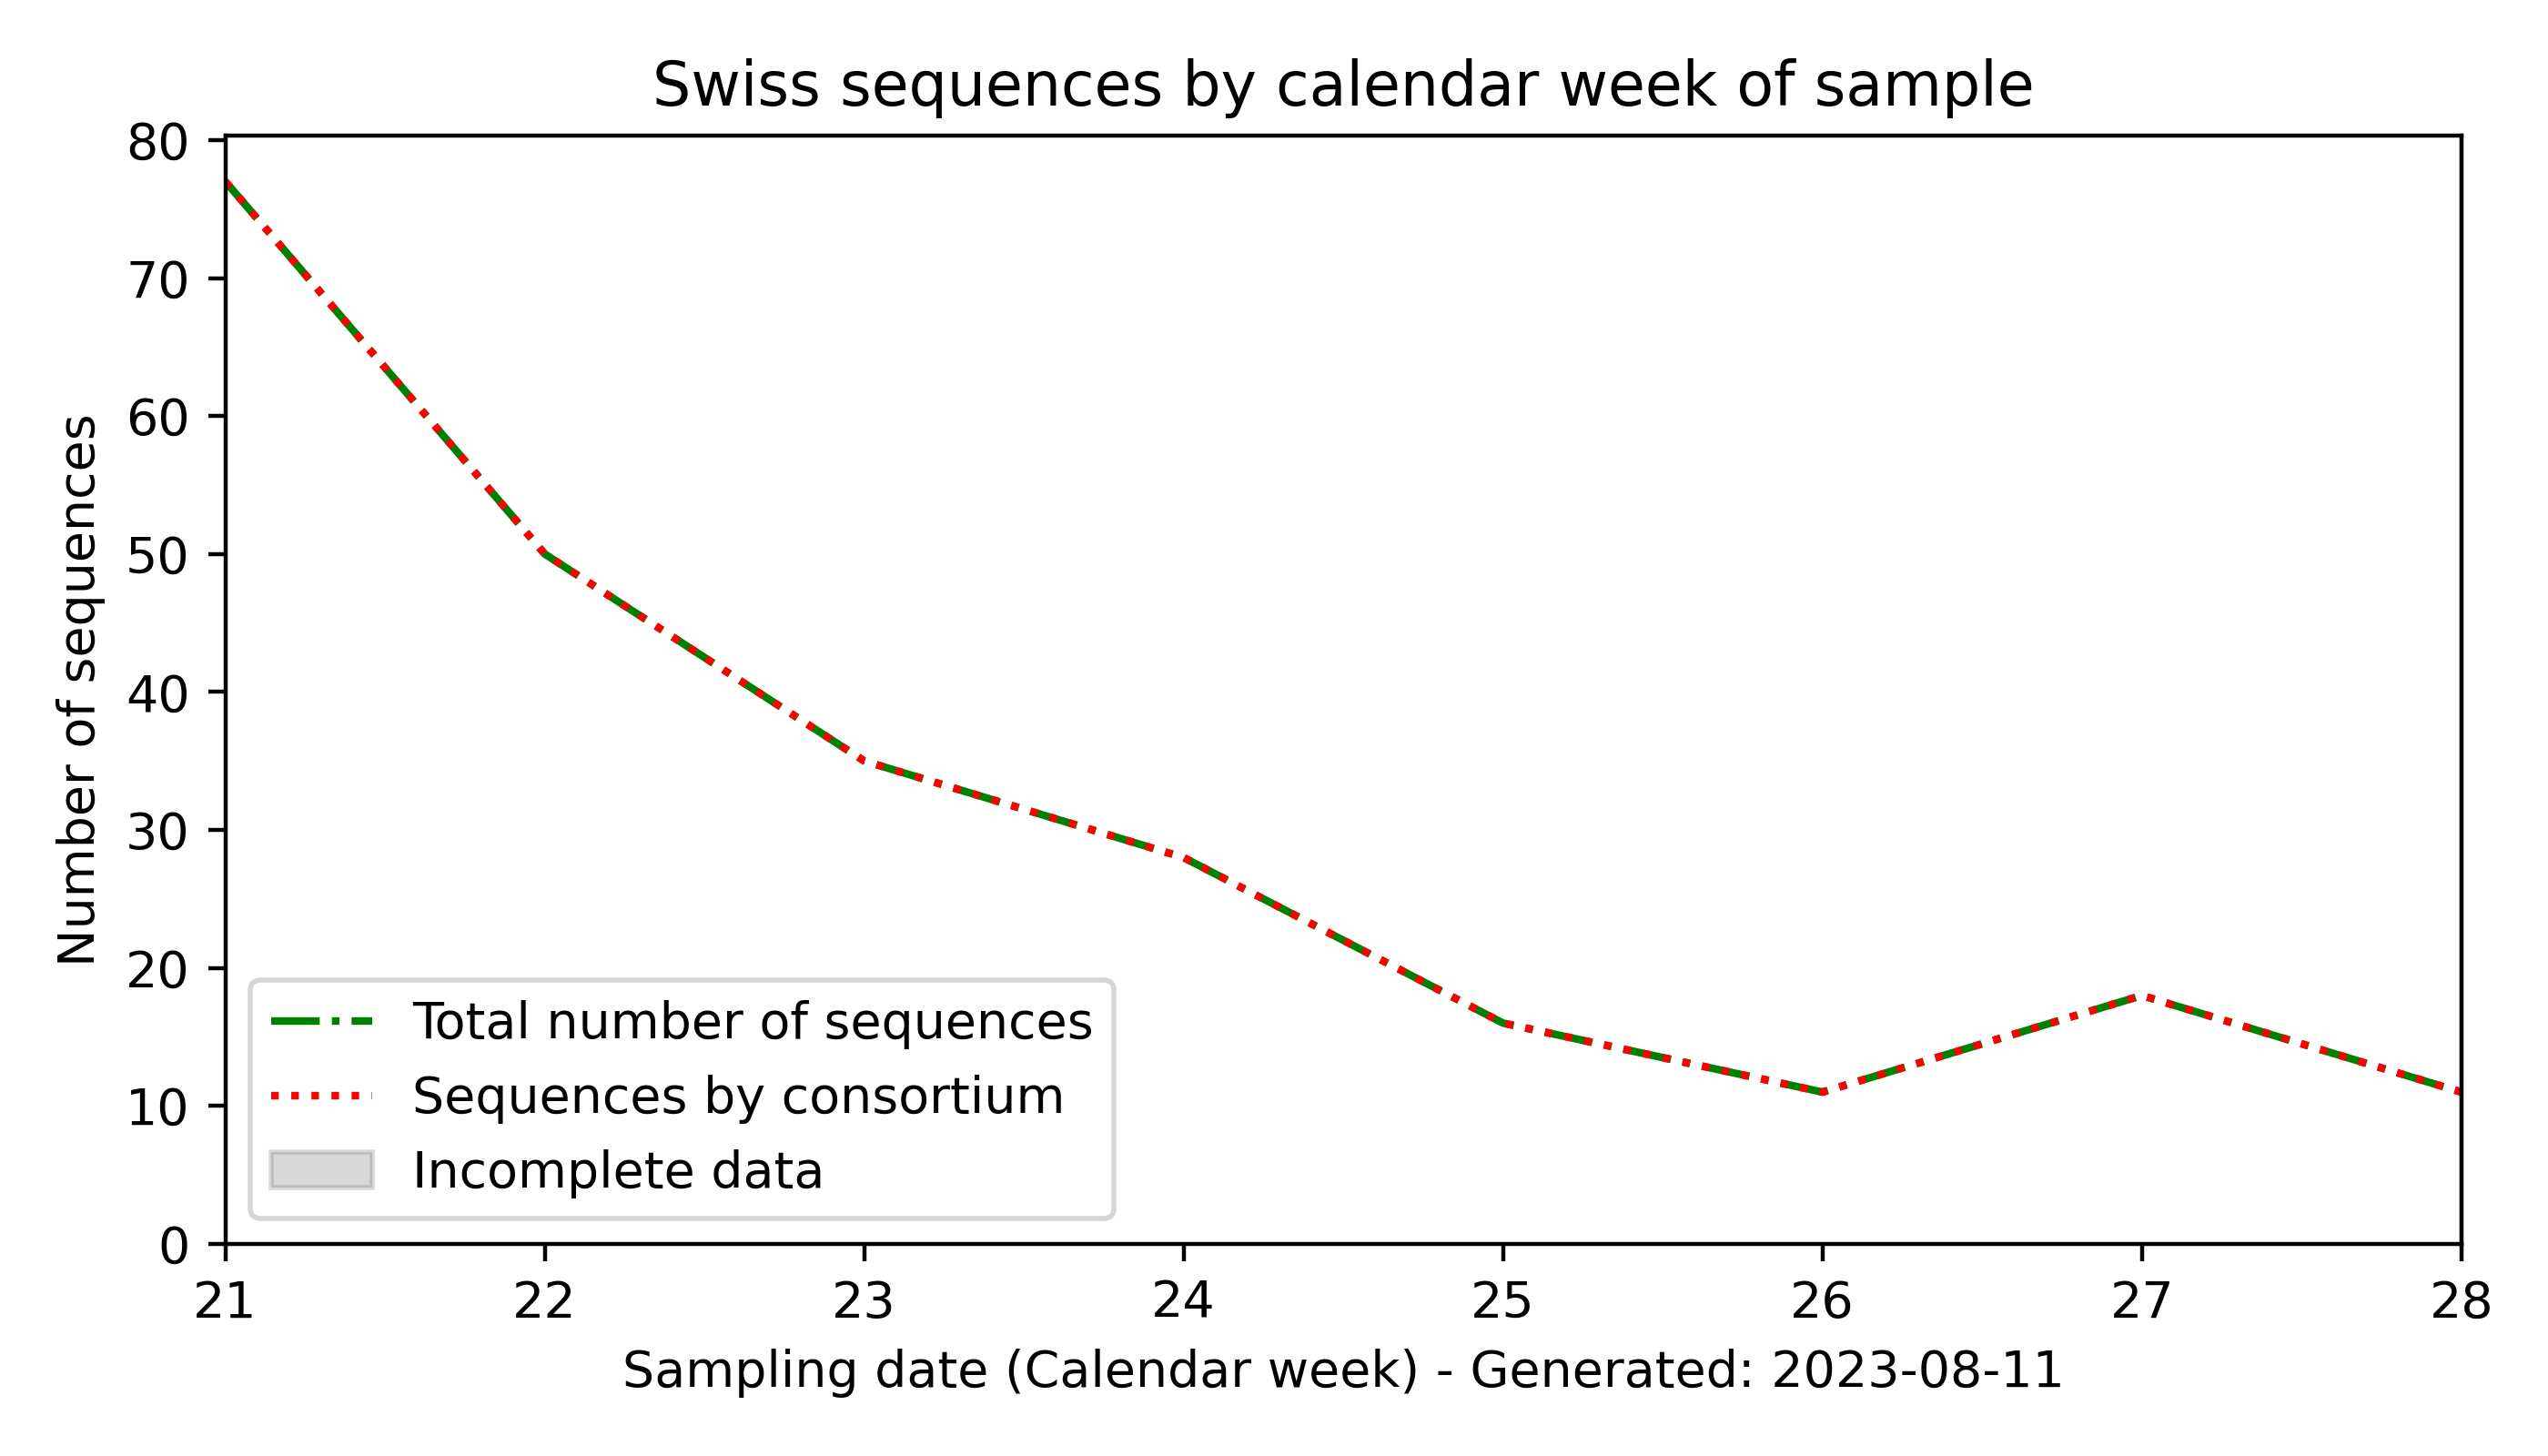 Swiss sequences by calendar week of sample
80
70
60
50
40
30
20
10
0
Number of sequences
Total number of sequences
Sequences by consortium
Incomplete data
21 22 23 24 25 26 27 28
Sampling date (Calendar week) - Generated: 2023-08-11